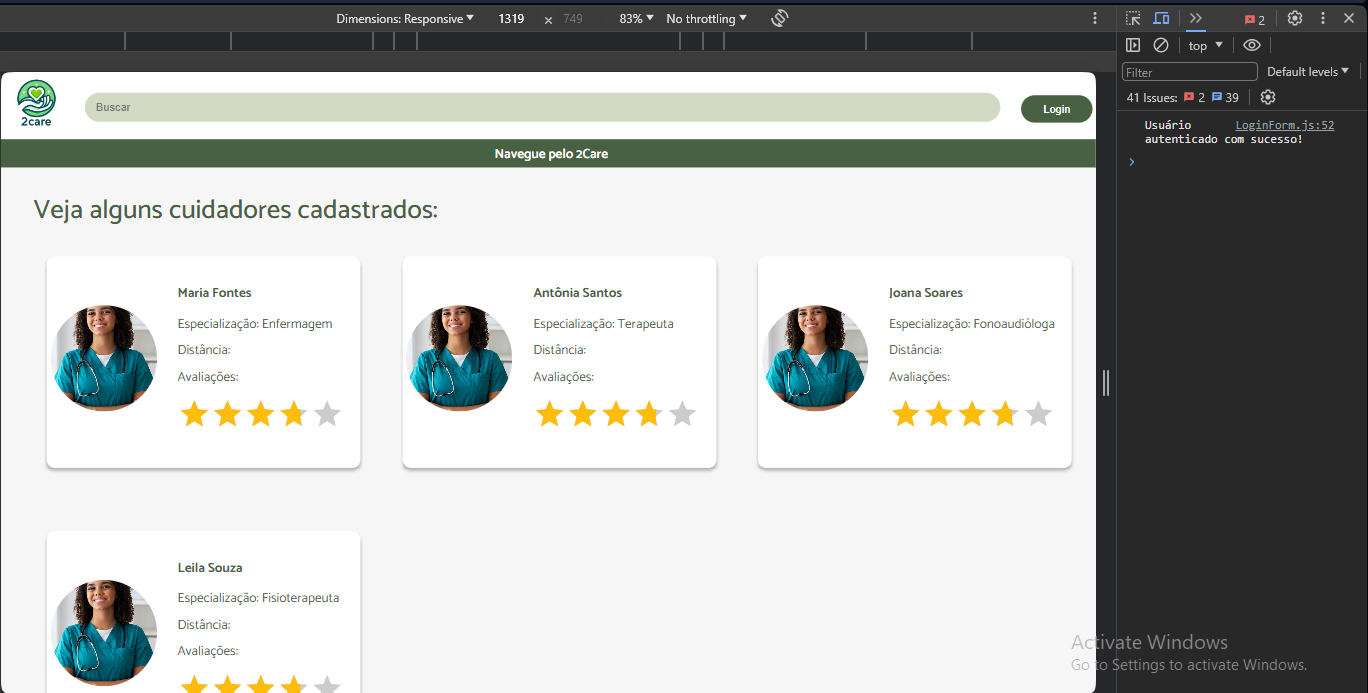 Dimensions: Responsive 1319 × 749 83% No throttling
2
top
Filter Default levels
41 Issues: 2 39
Usuário LoginForm.js:52
autenticado com sucesso!
2care
Buscar
Login
Navegue pelo 2Care
Veja alguns cuidadores cadastrados:
Maria Fontes
Especialização: Enfermagem
Distância:
Avaliações:
Antônia Santos
Especialização: Terapeuta
Distância:
Avaliações:
Joana Soares
Especialização: Fonoaudióloga
Distância:
Avaliações:
Leila Souza
Especialização: Fisioterapeuta
Distância:
Avaliações:
Activate Windows
Go to Settings to activate Windows.